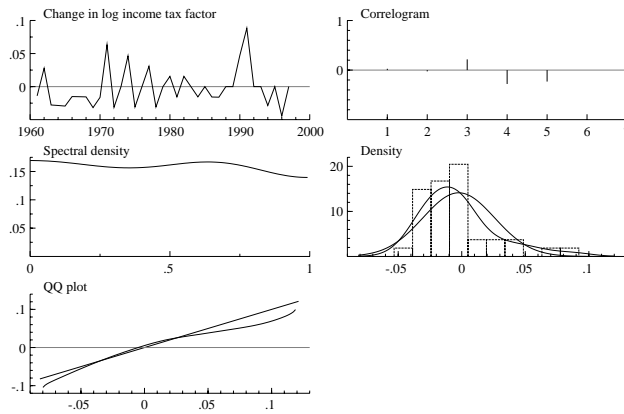 Change in log income tax factor
.1
.05
0
1960 1970 1980 1990 2000
Correlogram
1
0
1 2 3 4 5 6 7
Spectral density
.15
.1
.05
0 .5 1
Density
20
10
-.05 0 .05 .1
QQ plot
.1
0
-.1
-.05 0 .05 .1